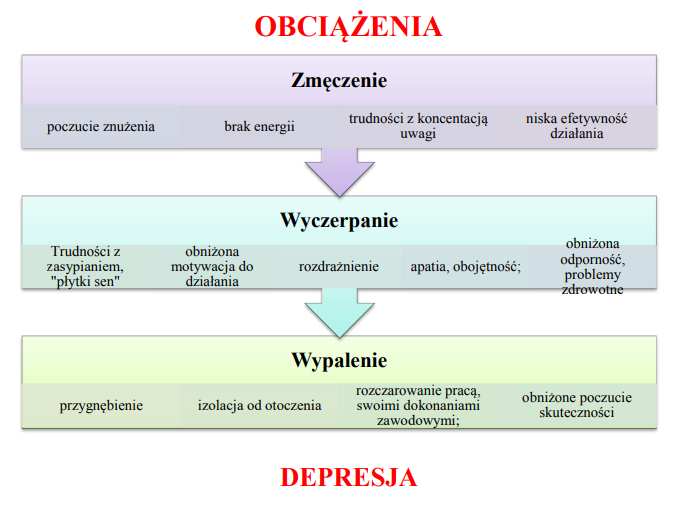 OBCIĄŻENIA
Zmęczenie
poczucie znużenia
brak energii
trudności z koncentacją
uwagi
niska efetywność
działania
Wyczerpanie
Trudności z
zasypianiem,
"płytki sen"
obniżona
motywacja do
działania
rozdrażnienie
apatia, obojętność;
obniżona
odporność,
problemy
zdrowotne
Wypalenie
przygnębienie
izolacja od otoczenia
rozczarowanie pracą,
swoimi dokonaniami
zawodowymi;
obniżone poczucie
skuteczności
DEPRESJA